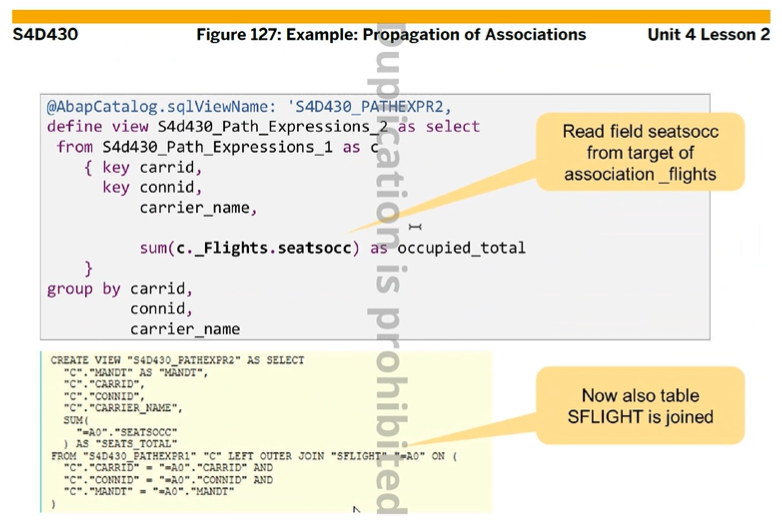 S4D430 Figure 127: Example: Propagation of Associations Unit 4 Lesson 2
@AbapCatalog.sqlViewName: 'S4D430_PATHEXPR2,
define view S4d430_Path_Expressions_2 as select
from S4d430_Path_Expressions_1 as c
{ key carrid,
key connid,
carrier_name,
sum(c._Flights.seatsocc) as occupied_total
}
group by carrid,
connid,
carrier_name
Read field seatsocc
from target of
association _flights
CREATE VIEW "S4D430_PATHEXPR2" AS SELECT
"C"."MANDT" AS "MANDT",
"C"."CARRID",
"C"."CONNID",
"C"."CARRIER_NAME",
SUM(
"=A0"."SEATSOCC"
) AS "SEATS_TOTAL"
FROM "S4D430_PATHEXPR1" "C" LEFT OUTER JOIN "SFLIGHT" "=A0" ON (
"C"."CARRID" = "=A0"."CARRID" AND
"C"."CONNID" = "=A0"."CONNID" AND
"C"."MANDT" = "=A0"."MANDT"
)
Now also table
SFLIGHT is joined
Duplication is prohibited